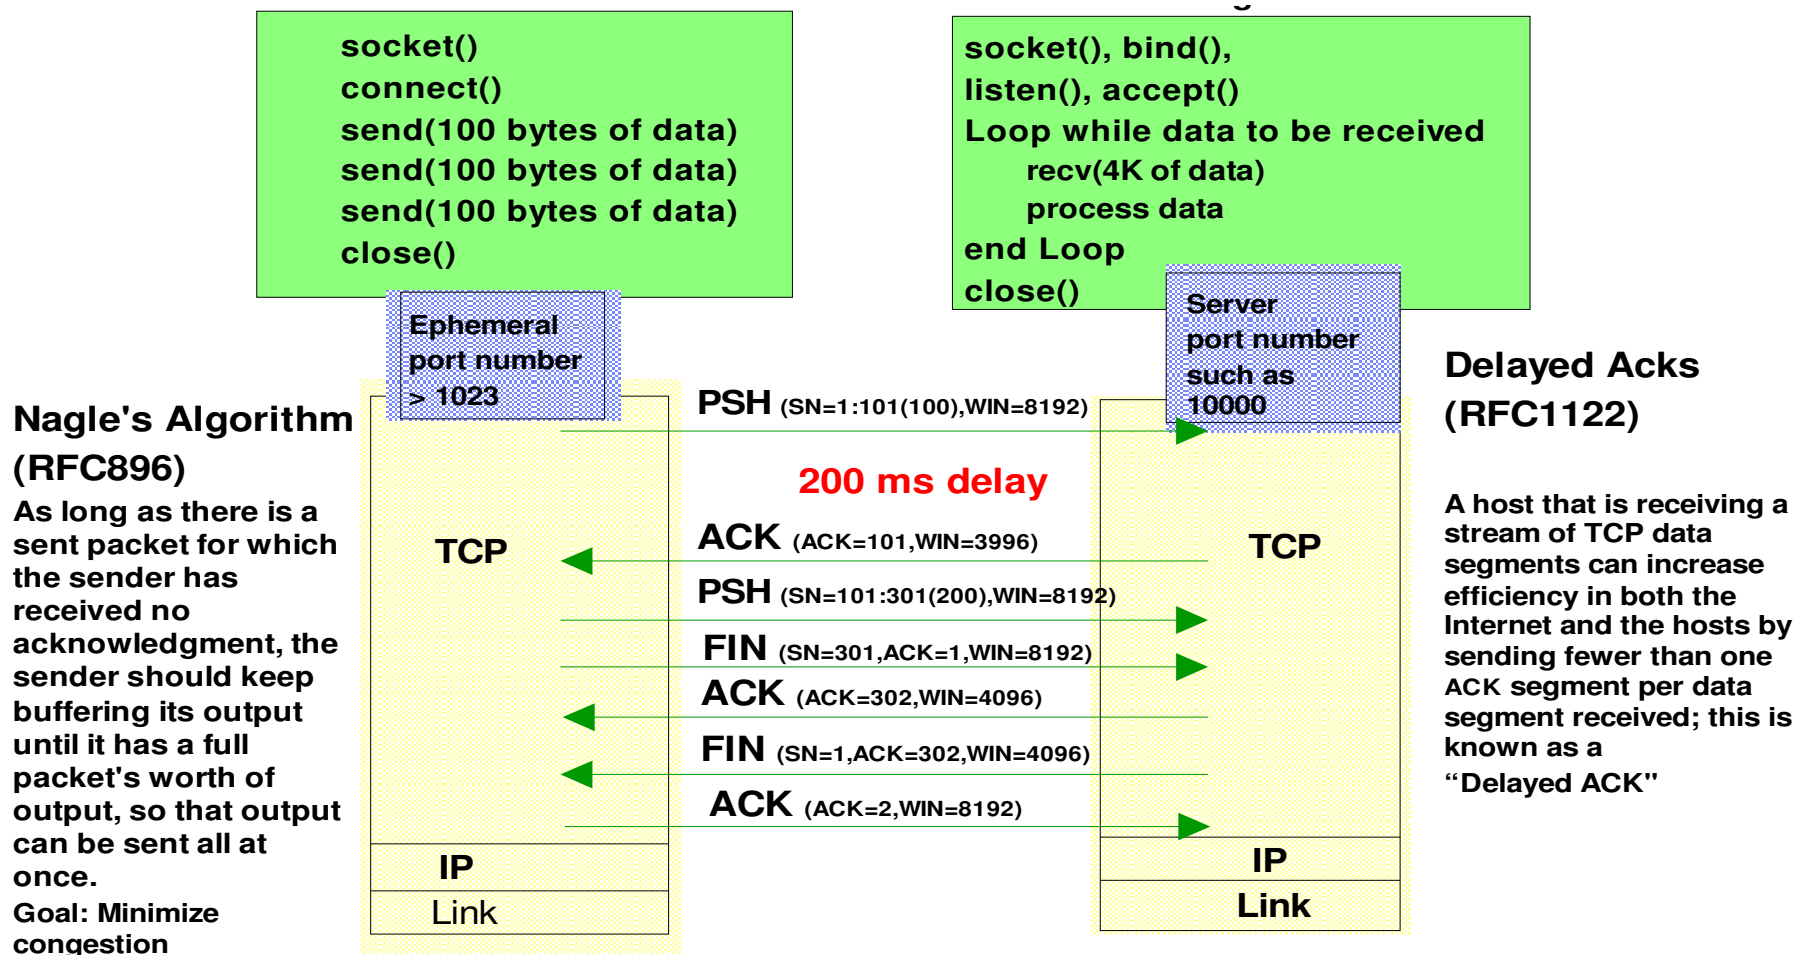 socket()
connect()
send(100 bytes of data)
send(100 bytes of data)
send(100 bytes of data)
close()
socket(), bind(),
listen(), accept()
Loop while data to be received
recv(4K of data)
process data
end Loop
close()
Ephemeral
port number
> 1023
Server
port number
such as
10000
Nagle's Algorithm
(RFC896)
As long as there is a
sent packet for which
the sender has
received no
acknowledgment, the
sender should keep
buffering its output
until it has a full
packet's worth of
output, so that output
can be sent all at
once.
Goal: Minimize
congestion
TCP
IP
Link
PSH (SN=1:101(100),WIN=8192)
200 ms delay
ACK (ACK=101,WIN=3996)
PSH (SN=101:301(200),WIN=8192)
FIN (SN=301,ACK=1,WIN=8192)
ACK (ACK=302,WIN=4096)
FIN (SN=1,ACK=302,WIN=4096)
ACK (ACK=2,WIN=8192)
TCP
IP
Link
Delayed Acks
(RFC1122)
A host that is receiving a
stream of TCP data
segments can increase
efficiency in both the
Internet and the hosts by
sending fewer than one
ACK segment per data
segment received; this is
known as a
“Delayed ACK"